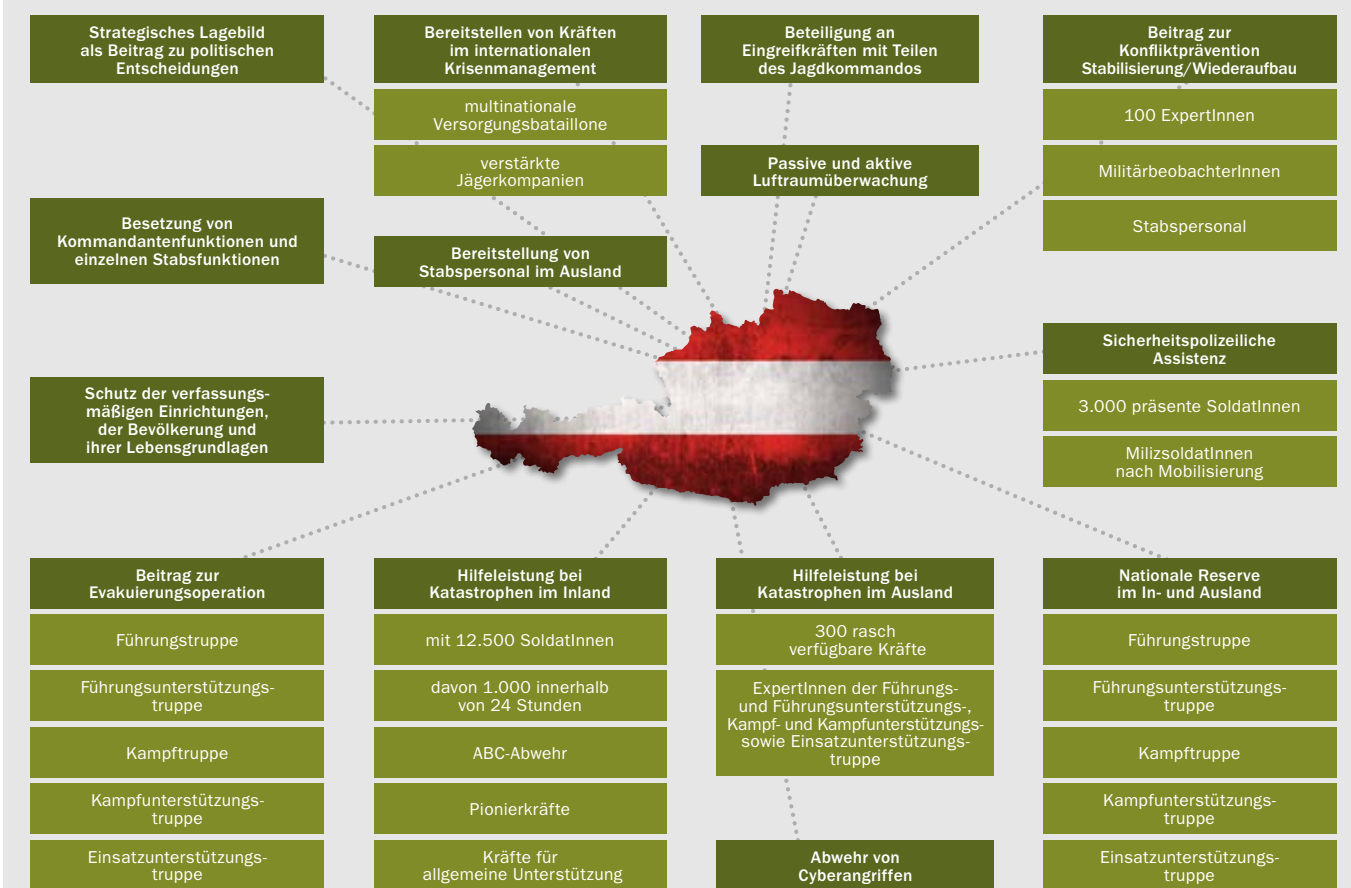 Strategisches Lagebild
als Beitrag zu politischen
Entscheidungen
Bereitstellen von Kräften
im internationalen
Krisenmanagement
multinationale
Versorgungsbataillone
verstärkte
Jägerkompanien
Beteiligung an
Eingreifkräften mit Teilen
des Jagdkommandos
Passive und aktive
Luftraumüberwachung
Beitrag zur
Konfliktprävention
Stabilisierung/Wiederaufbau
100 ExpertInnen
MilitärbeobachterInnen
Stabspersonal
Besetzung von
Kommandantenfunktionen und
einzelnen Stabsfunktionen
Bereitstellung von
Stabspersonal im Ausland
Sicherheitspolizeiliche
Assistenz
3.000 präsente SoldatInnen
MilizsoldatInnen
nach Mobilisierung
Schutz der verfassungs-
mäßigen Einrichtungen,
der Bevölkerung und
ihrer Lebensgrundlagen
Beitrag zur
Evakuierungsoperation
Führungstruppe
Führungsunterstützungs-
truppe
Kampftruppe
Kampfunterstützungs-
truppe
Einsatzunterstützungs-
truppe
Hilfeleistung bei
Katastrophen im Inland
mit 12.500 SoldatInnen
davon 1.000 innerhalb
von 24 Stunden
ABC-Abwehr
Pionierkräfte
Kräfte für
allgemeine Unterstützung
Hilfeleistung bei
Katastrophen im Ausland
300 rasch
verfügbare Kräfte
ExpertInnen der Führungs-
und Führungsunterstützungs-,
Kampf- und Kampfunterstützungs-
sowie Einsatzunterstützungs-
truppe
Abwehr von
Cyberangriffen
Nationale Reserve
im In- und Ausland
Führungstruppe
Führungsunterstützungs-
truppe
Kampftruppe
Kampfunterstützungs-
truppe
Einsatzunterstützungs-
truppe